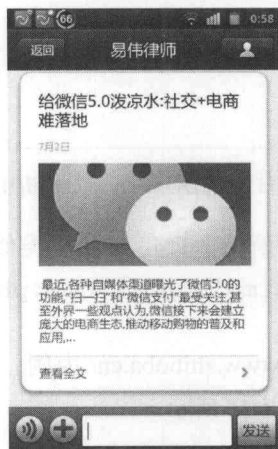 66
0:58
返回
易伟律师
给微信5.0泼凉水:社交+电商
难落地
7月2日
最近,各种自媒体渠道曝光了微信5.0的
功能,“扫一扫”和“微信支付”最受关注,甚
至外界一些观点认为,微信接下来会建立
庞大的电商生态,推动移动购物的普及和
应用,...
查看全文
发送